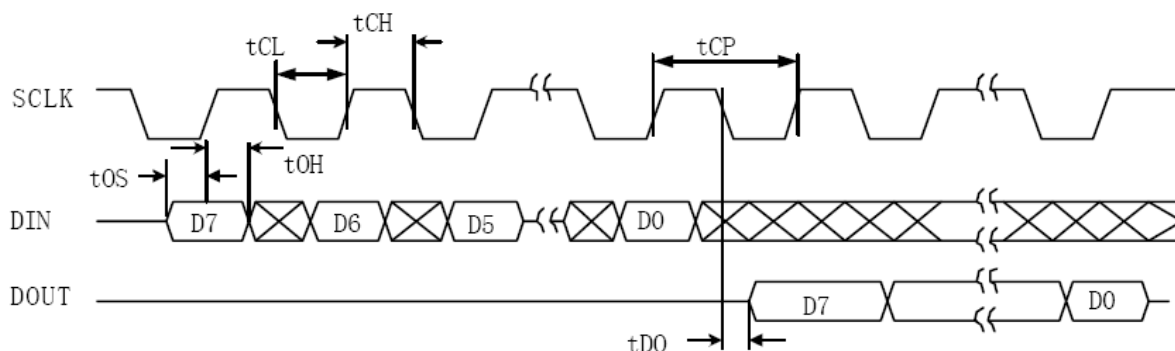 tCH
tCL tCP
SCLK
tOS tOH
DIN D7 D6 D5 D0
DOUT D7 D0
tDO